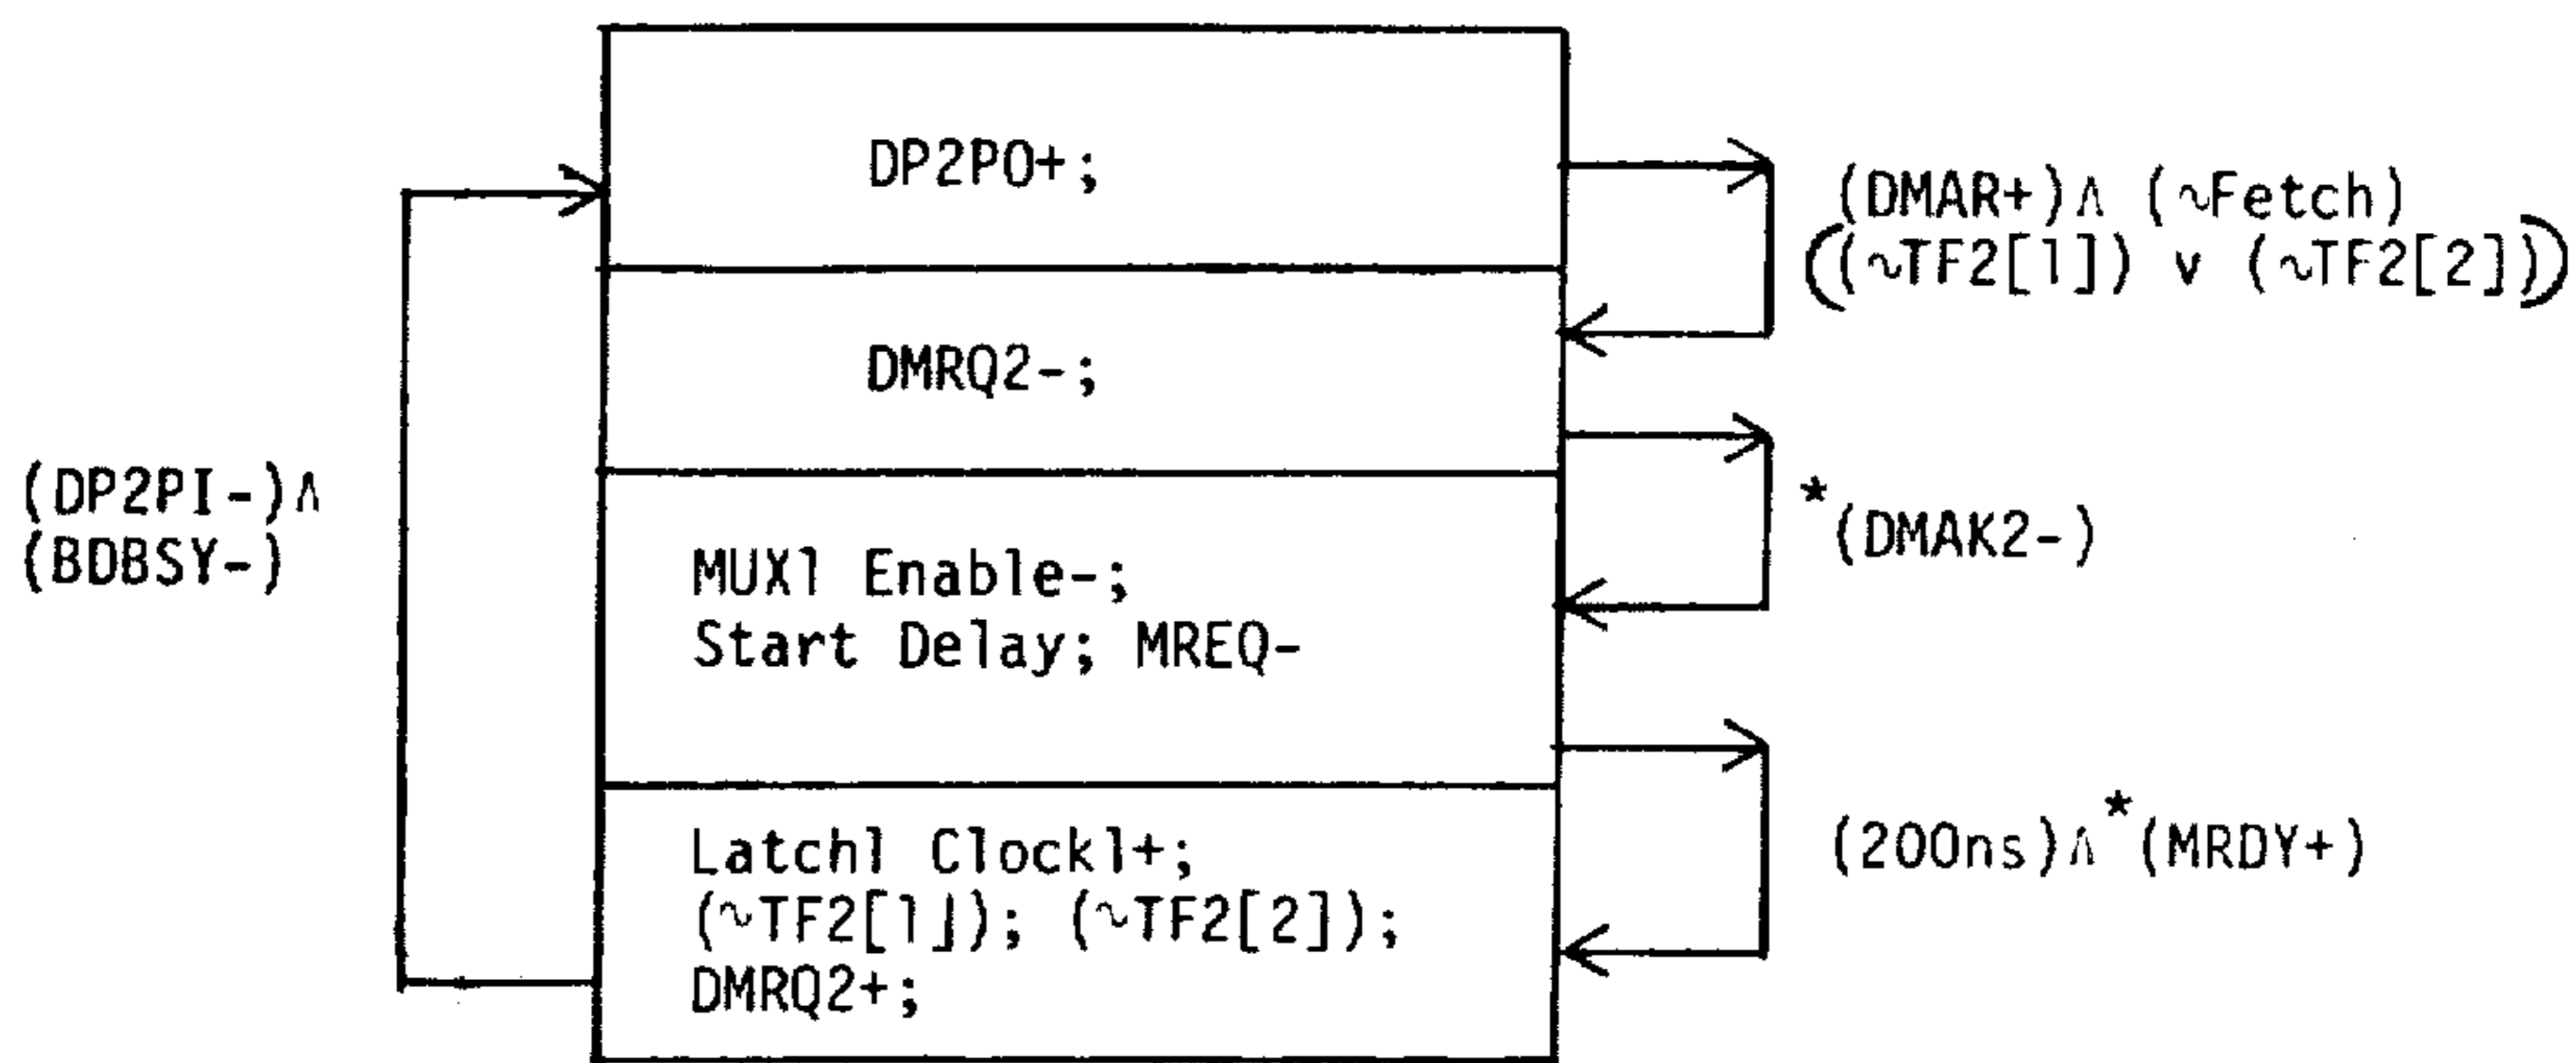 DP2PO+;
(DMAR+)∧ (~Fetch)
((~TF2[1]) v (~TF2[2]))
DMRQ2-;
(DP2PI-)∧
(BDBSY-)
*(DMAK2-)
MUX1 Enable-;
Start Delay; MREQ-
(200ns)∧*(MRDY+)
Latch1 Clock1+;
(~TF2[1]); (~TF2[2]);
DMRQ2+;